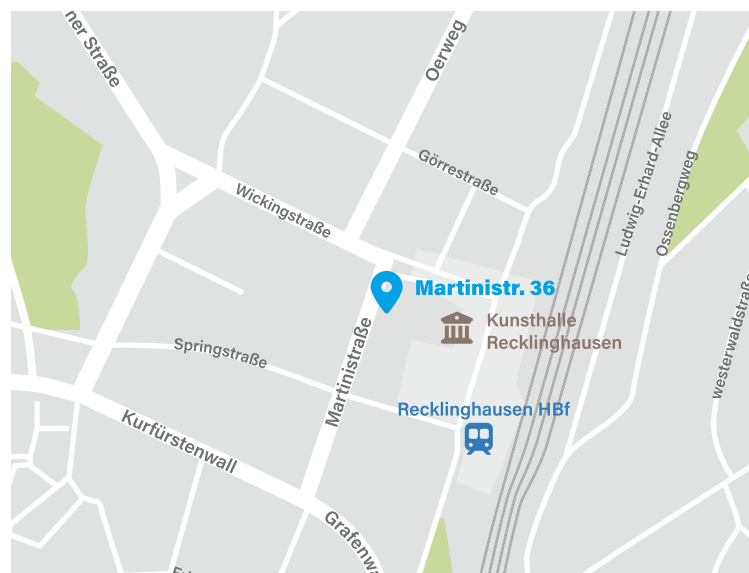 ner Straße
Oerweg
Görrestraße
Wickingstraße
Ludwig-Erhard-Allee
Ossenbergweg
Martinistr. 36
Kunsthalle
Recklinghausen
westerwaldstraße
Springstraße
Martinistraße
Recklinghausen HBf
Kurfürstenwall
Grafenwa